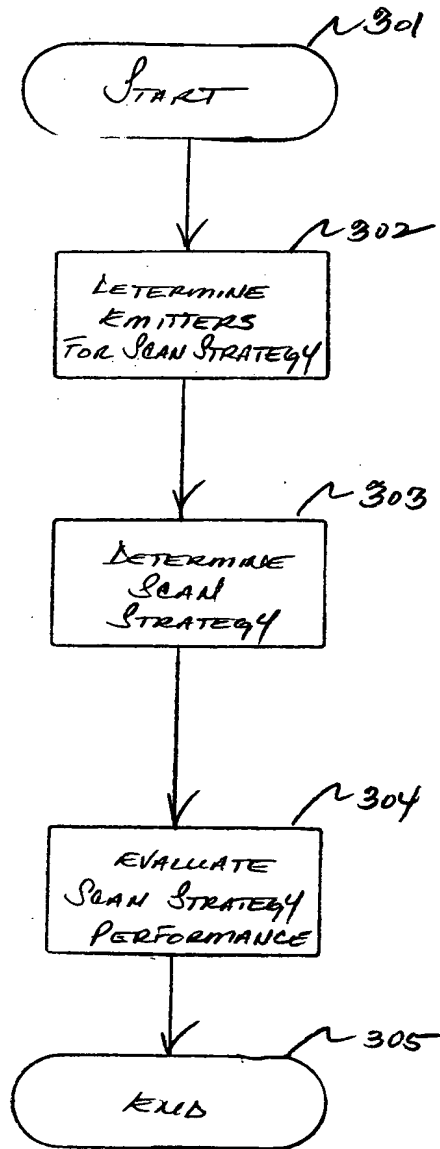 301
START
302
DETERMINE
EMITTERS
FOR SCAN STRATEGY
303
DETERMINE
SCAN
STRATEGY
304
EVALUATE
SCAN STRATEGY
PERFORMANCE
305
END